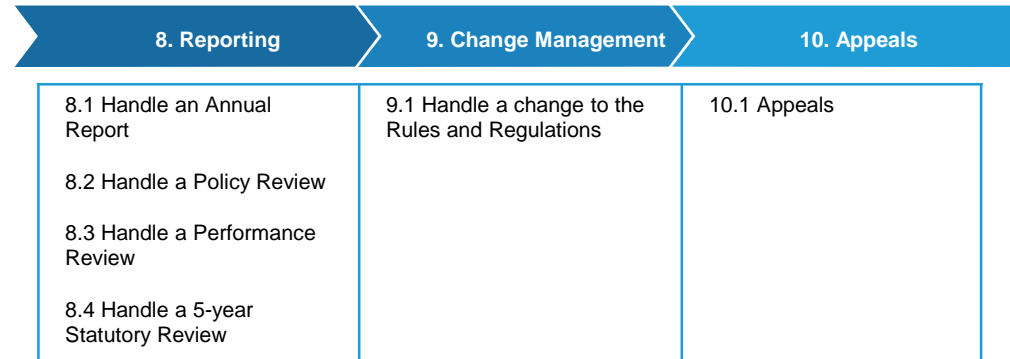 8. Reporting
9. Change Management
10. Appeals
8.1 Handle an Annual
Report
8.2 Handle a Policy Review
8.3 Handle a Performance
Review
8.4 Handle a 5-year
Statutory Review
9.1 Handle a change to the
Rules and Regulations
10.1 Appeals